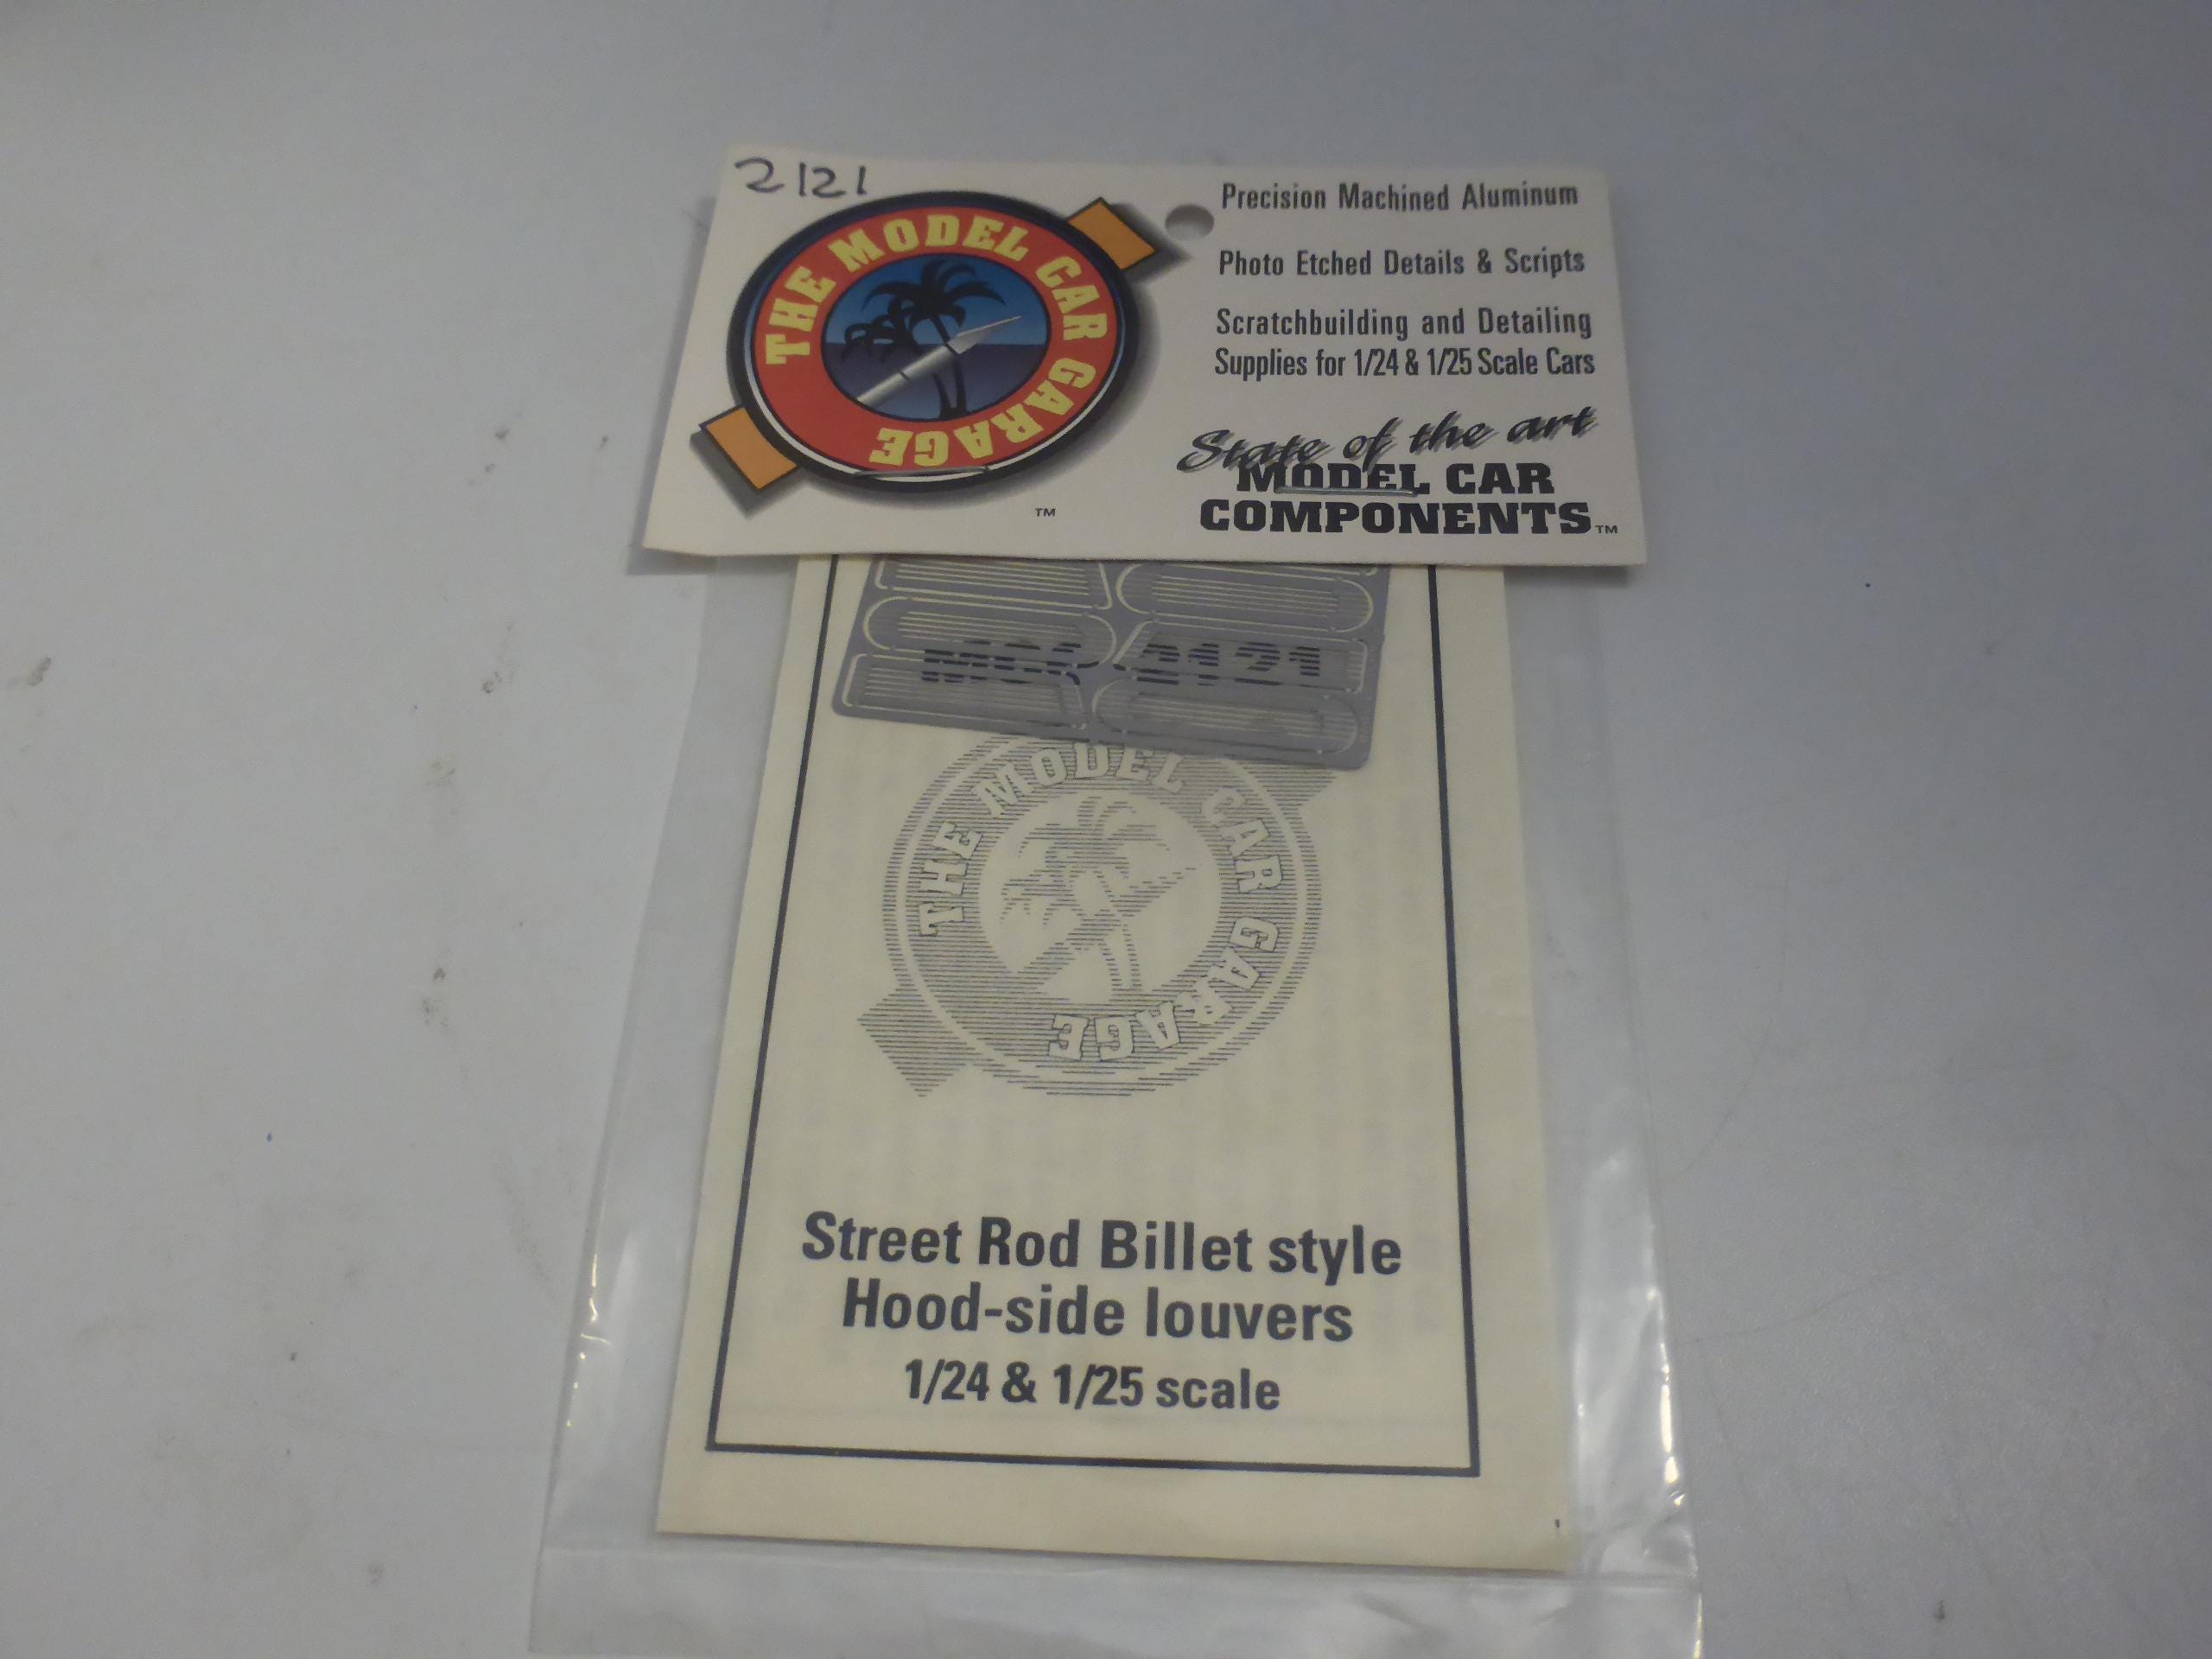 2121
THE MODEL CAR GARAGE
TM
Precision Machined Aluminum
Photo Etched Details & Scripts
Scratchbuilding and Detailing
Supplies for 1/24 & 1/25 Scale Cars
State of the art
MODEL CAR
COMPONENTS TM
2121
THE MODEL CAR GARAGE
Street Rod Billet style
Hood-side louvers
1/24 & 1/25 scale